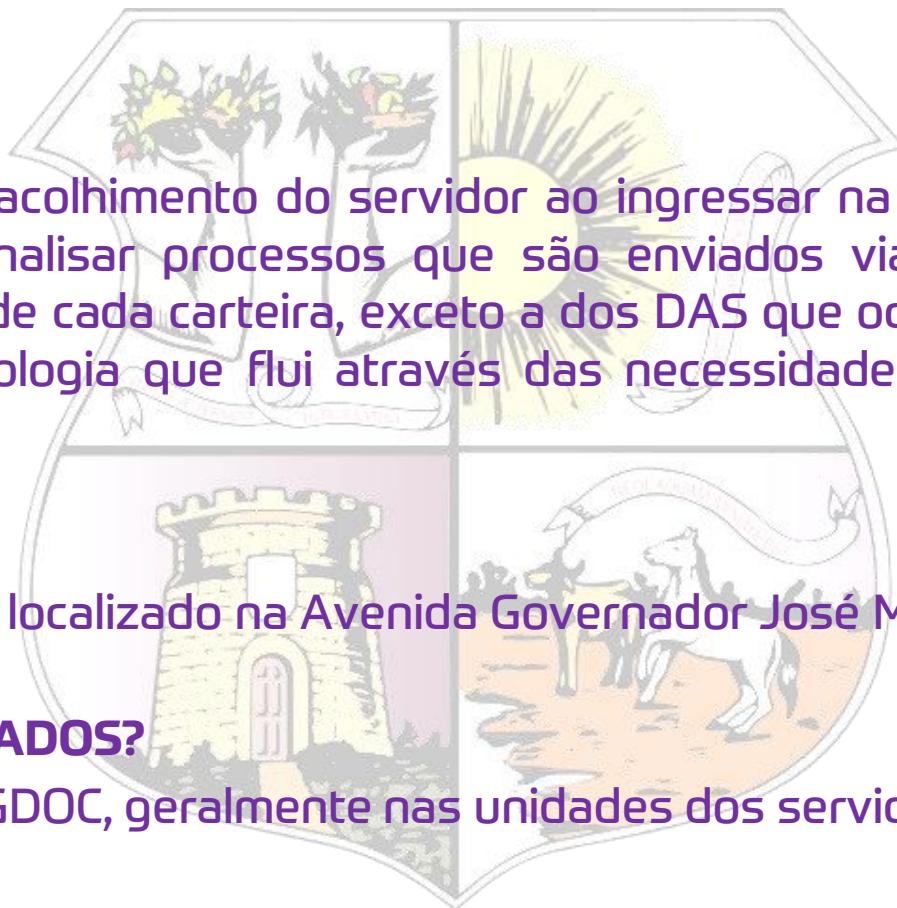 acolhimento do servidor ao ingressar na
nalisar processos que são enviados via
de cada carteira, exceto a dos DAS que oc
ologia que flui através das necessidade
localizado na Avenida Governador José M
ADOS?
GDOC, geralmente nas unidades dos servic